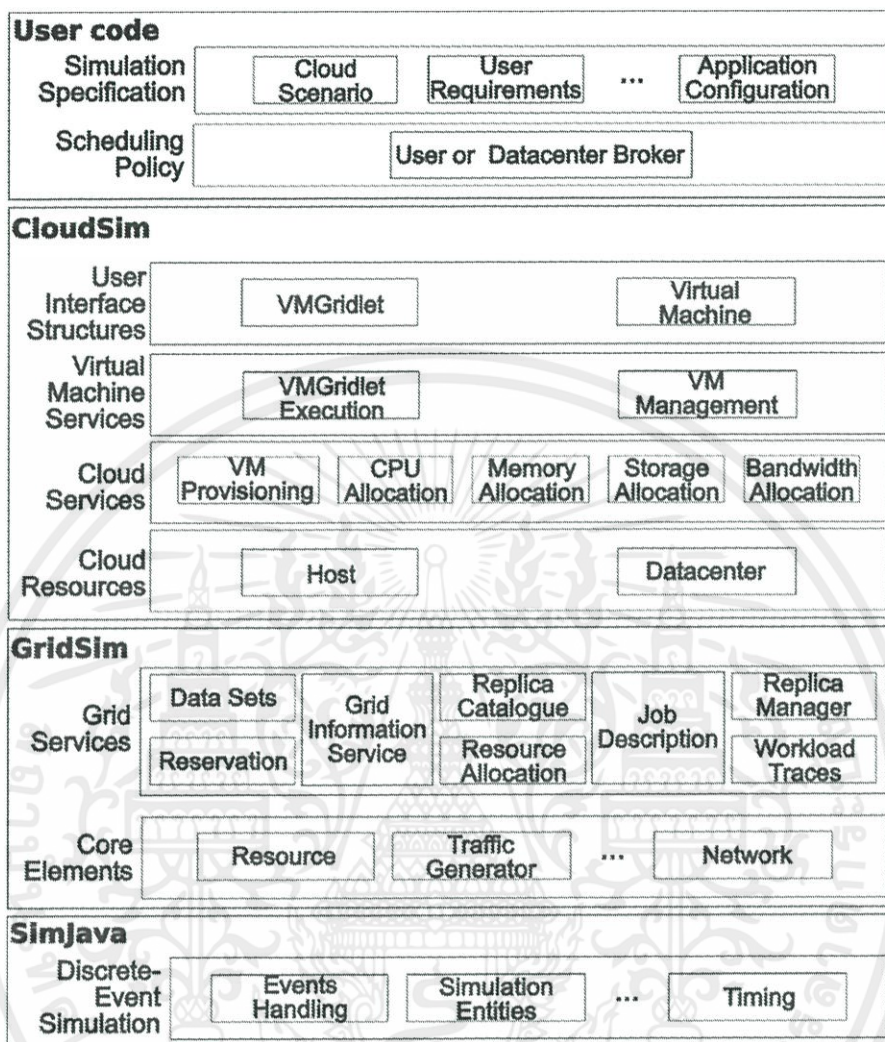 User code
Simulation
Specification
Cloud
Scenario
User
Requirements
...
Application
Configuration
Scheduling
Policy
User or Datacenter Broker
CloudSim
User
Interface
Structures
VMGridlet
Virtual
Machine
Virtual
Machine
Services
VMGridlet
Execution
VM
Management
Cloud
Services
VM
Provisioning
CPU
Allocation
Memory
Allocation
Storage
Allocation
Bandwidth
Allocation
Cloud
Resources
Host
Datacenter
GridSim
Grid
Services
Data Sets
Reservation
Grid
Information
Service
Replica
Catalogue
Resource
Allocation
Job
Description
Replica
Manager
Workload
Traces
Core
Elements
Resource
Traffic
Generator
...
Network
SimJava
Discrete-
Event
Simulation
Events
Handling
Simulation
Entities
...
Timing